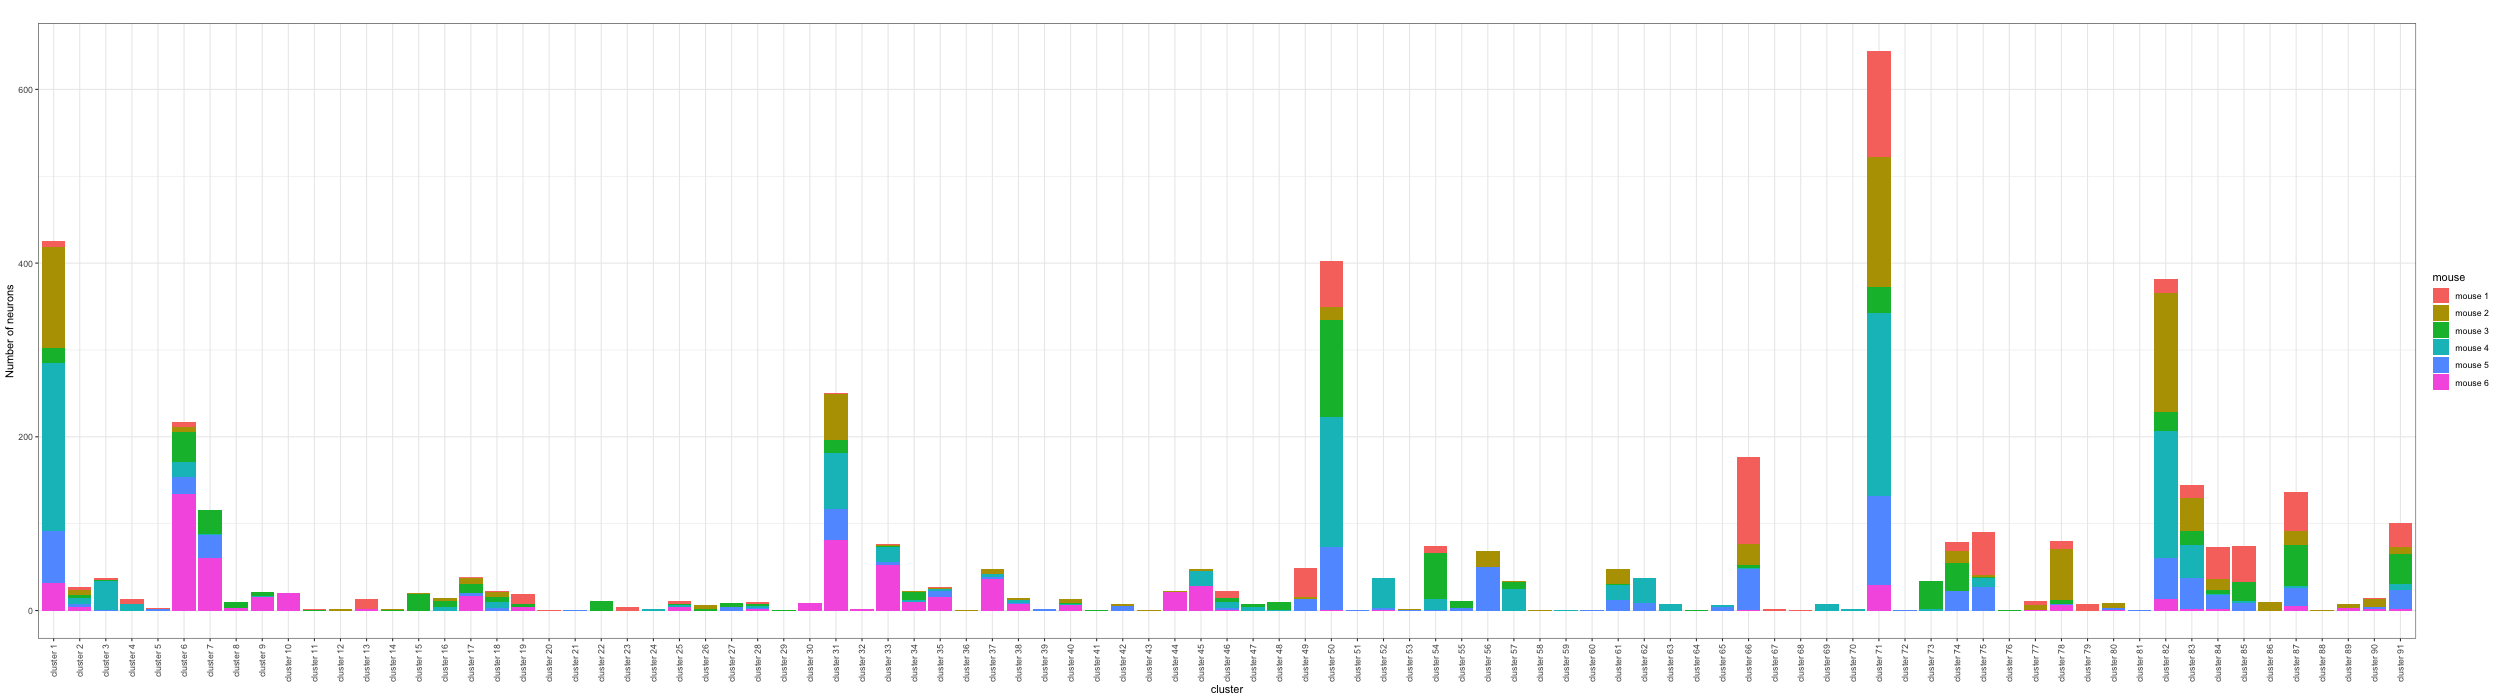 600
400
200
0
Number of neurons
cluster 1
cluster 2
cluster 3
cluster 4
cluster 5
cluster 6
cluster 7
cluster 8
cluster 9
cluster 10
cluster 11
cluster 12
cluster 13
cluster 14
cluster 15
cluster 16
cluster 17
cluster 18
cluster 19
cluster 20
cluster 21
cluster 22
cluster 23
cluster 24
cluster 25
cluster 26
cluster 27
cluster 28
cluster 29
cluster 30
cluster 31
cluster 32
cluster 33
cluster 34
cluster 35
cluster 36
cluster 37
cluster 38
cluster 39
cluster 40
cluster 41
cluster 42
cluster 43
cluster 44
cluster 45
cluster 46
cluster 47
cluster 48
cluster 49
cluster 50
cluster 51
cluster 52
cluster 53
cluster 54
cluster 55
cluster 56
cluster 57
cluster 58
cluster 59
cluster 60
cluster 61
cluster 62
cluster 63
cluster 64
cluster 65
cluster 66
cluster 67
cluster 68
cluster 69
cluster 70
cluster 71
cluster 72
cluster 73
cluster 74
cluster 75
cluster 76
cluster 77
cluster 78
cluster 79
cluster 80
cluster 81
cluster 82
cluster 83
cluster 84
cluster 85
cluster 86
cluster 87
cluster 88
cluster 89
cluster 90
cluster 91
cluster
mouse
mouse 1
mouse 2
mouse 3
mouse 4
mouse 5
mouse 6